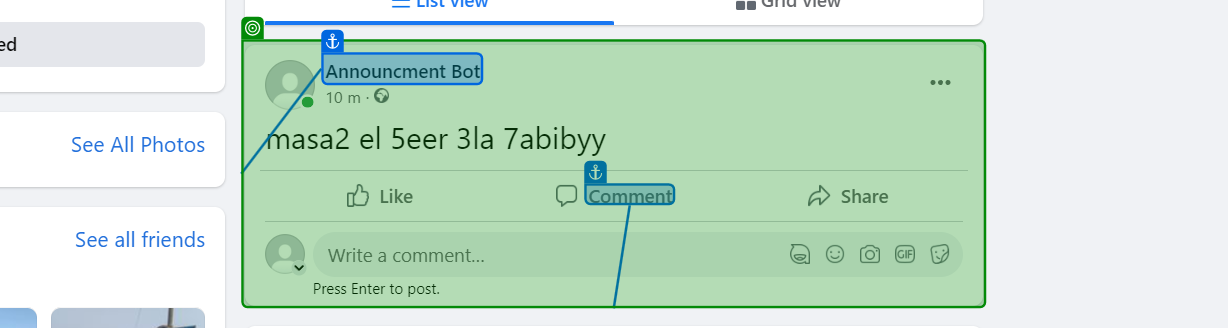 List view
Grid view
ed
Announcment Bot
10 m ·
See All Photos
masa2 el 5eer 3la 7abibyy
Like
Comment
Share
See all friends
Write a comment...
GIF
Press Enter to post.